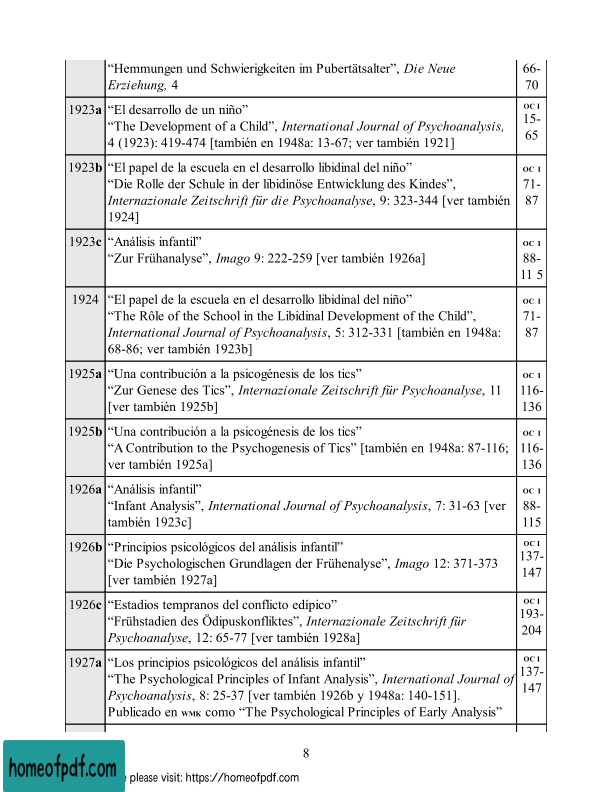 “Hemmungen und Schwierigkeiten im Pubertätsalter”, Die Neue 66-
Erziehung, 4 70
1923a “El desarrollo de un niño” OC I
“The Development of a Child”, International Journal of Psychoanalysis, 15-
4 (1923): 419-474 [también en 1948a: 13-67; ver también 1921] 65
1923b “El papel de la escuela en el desarrollo libidinal del niño” OC I
“Die Rolle der Schule in der libidinöse Entwicklung des Kindes”, 71-
Internazionale Zeitschrift für die Psychoanalyse, 9: 323-344 [ver también 87
1924]
1923c “Análisis infantil” OC I
“Zur Frühanalyse”, Imago 9: 222-259 [ver también 1926a] 88-
11 5
1924 “El papel de la escuela en el desarrollo libidinal del niño” OC I
“The Rôle of the School in the Libidinal Development of the Child”, 71-
International Journal of Psychoanalysis, 5: 312-331 [también en 1948a: 87
68-86; ver también 1923b]
1925a “Una contribución a la psicogénesis de los tics” OC I
“Zur Genese des Tics”, Internazionale Zeitschrift für Psychoanalyse, 11 116-
[ver también 1925b] 136
1925b “Una contribución a la psicogénesis de los tics” OC I
“A Contribution to the Psychogenesis of Tics” [también en 1948a: 87-116; 116-
ver también 1925a] 136
1926a “Análisis infantil” OC I
“Infant Analysis”, International Journal of Psychoanalysis, 7: 31-63 [ver 88-
también 1923c] 115
1926b “Principios psicológicos del análisis infantil” OC I
“Die Psychologischen Grundlagen der Frühenalyse”, Imago 12: 371-373 137-
[ver también 1927a] 147
1926c “Estadios tempranos del conflicto edípico” OC I
“Frühstadien des Ödipuskonfliktes”, Internazionale Zeitschrift für 193-
Psychoanalyse, 12: 65-77 [ver también 1928a] 204
1927a “Los principios psicológicos del análisis infantil” OC I
“The Psychological Principles of Infant Analysis”, International Journal of 137-
Psychoanalysis, 8: 25-37 [ver también 1926b y 1948a: 140-151]. 147
Publicado en WMK como “The Psychological Principles of Early Analysis”
8
homeofpdf.com
please visit: https://homeofpdf.com